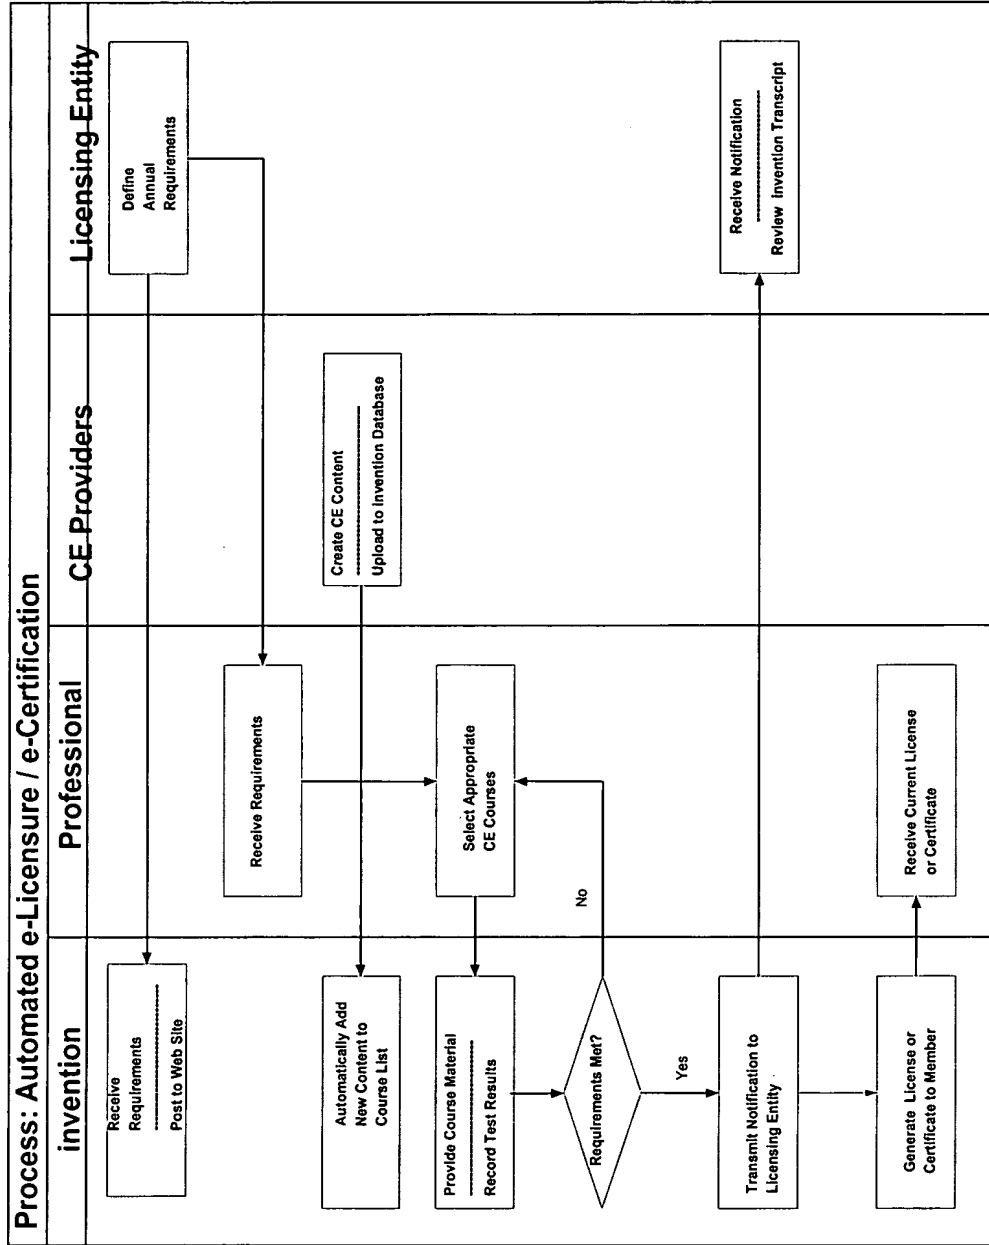 Process: Automated e-Licensure / e-Certification
invention
Professional
CE Providers
Licensing Entity
Receive
Requirements
Post to Web Site
Define
Annual
Requirements
Receive Requirements
Automatically Add
New Content to
Course List
Create CE Content
Upload to Invention Database
Provide Course Material
Record Test Results
Select Appropriate
CE Courses
Requirements Met?
No
Yes
Transmit Notification to
Licensing Entity
Receive Notification
Review Invention Transcript
Generate License or
Certificate to Member
Receive Current License
or Certificate